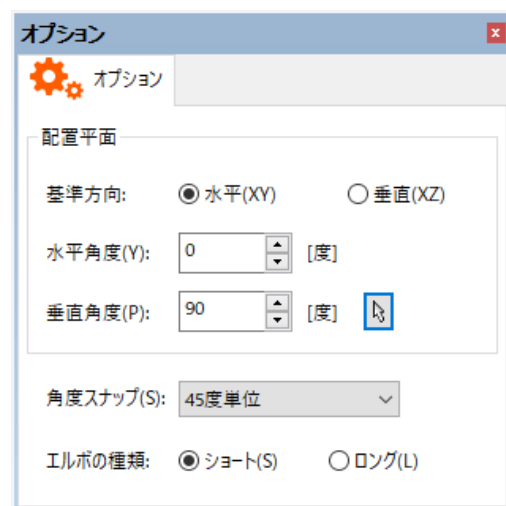 オプション
オプション
配置平面
基準方向: 水平(XY) 垂直(XZ)
水平角度(Y): 0 [度]
垂直角度(P): 90 [度]
角度スナップ(S): 45度単位
エルボの種類: ショート(S) ロング(L)